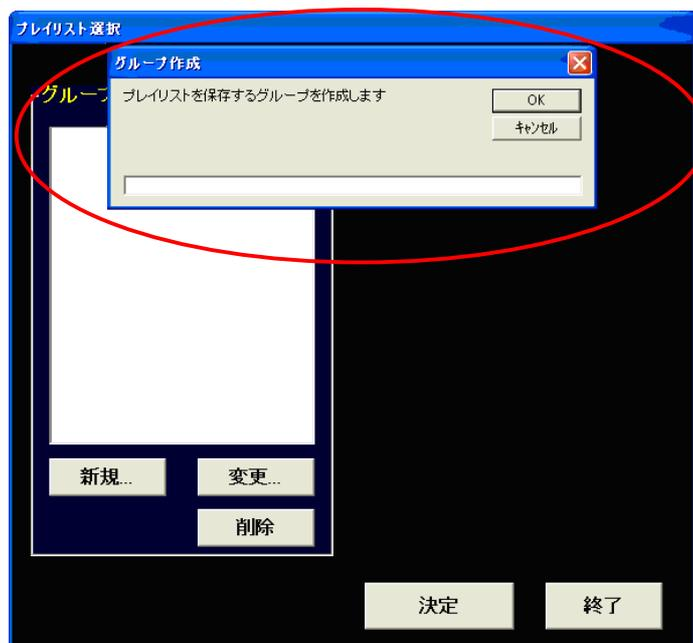 プレイリスト選択
グループ作成
グループ
プレイリストを保存するグループを作成します
OK
キャンセル
新規...
変更...
削除
決定
終了